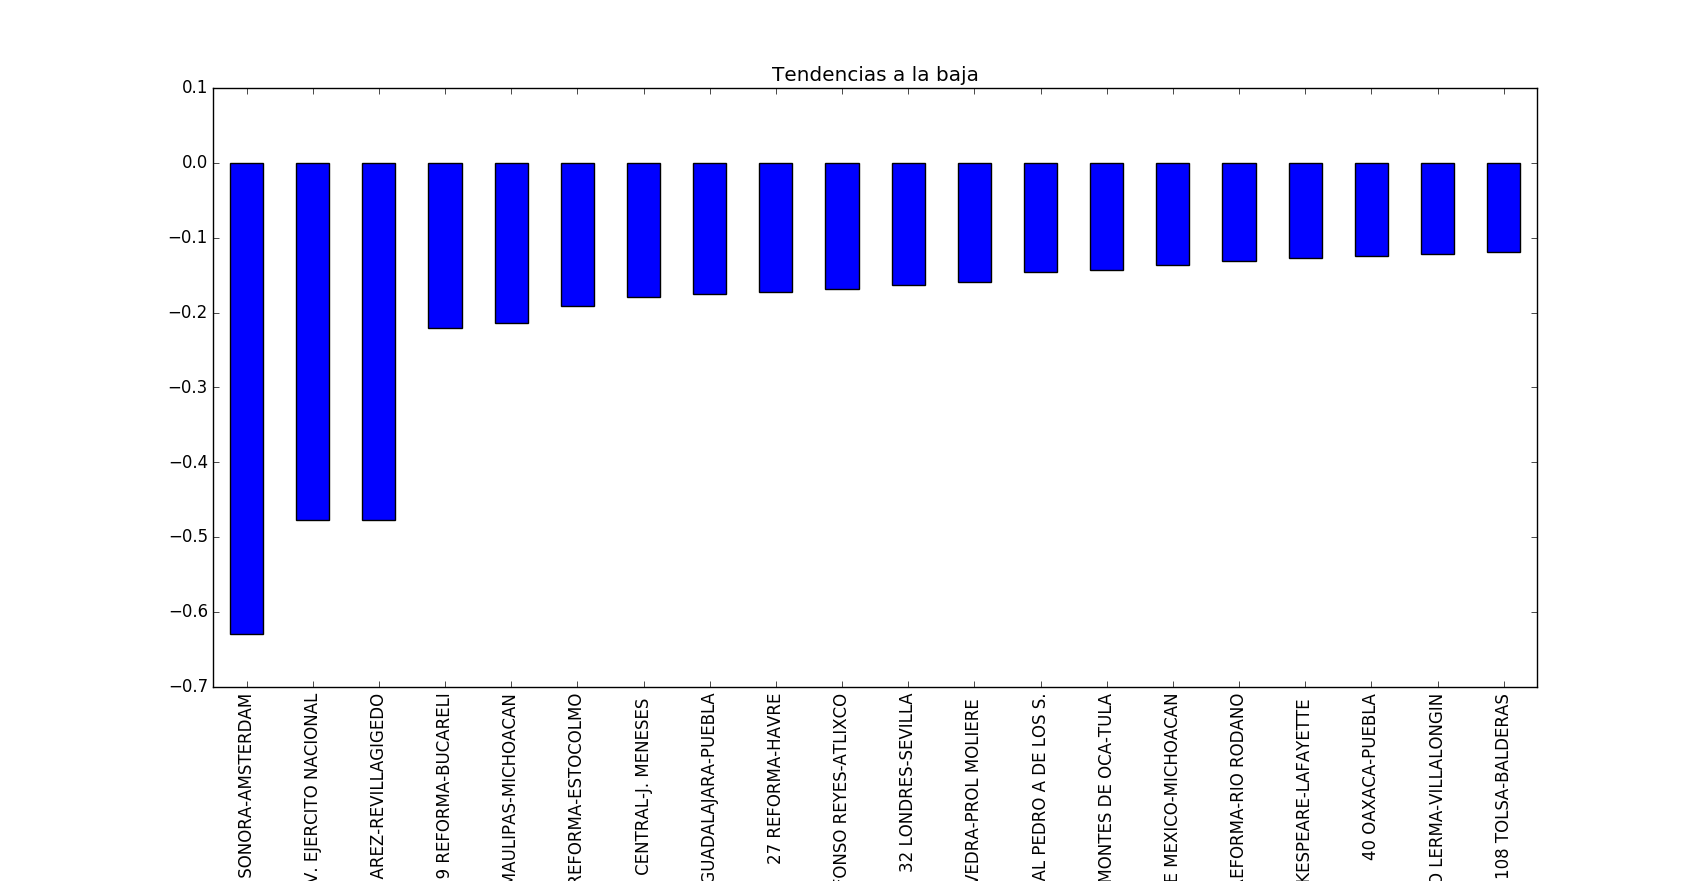 Tendencias a la baja
0.1
0.0
−0.1
−0.2
−0.3
−0.4
−0.5
−0.6
−0.7
SONORA-AMSTERDAM
V. EJERCITO NACIONAL
AREZ-REVILLAGIGEDO
9 REFORMA-BUCARELI
MAULIPAS-MICHOACAN
REFORMA-ESTOCOLMO
CENTRAL-J. MENESES
GUADALAJARA-PUEBLA
27 REFORMA-HAVRE
FONSO REYES-ATLIXCO
32 LONDRES-SEVILLA
VEDRA-PROL MOLIERE
AL PEDRO A DE LOS S.
MONTES DE OCA-TULA
E MEXICO-MICHOACAN
EFORMA-RIO RODANO
KESPEARE-LAFAYETTE
40 OAXACA-PUEBLA
O LERMA-VILLALONGIN
108 TOLSA-BALDERAS